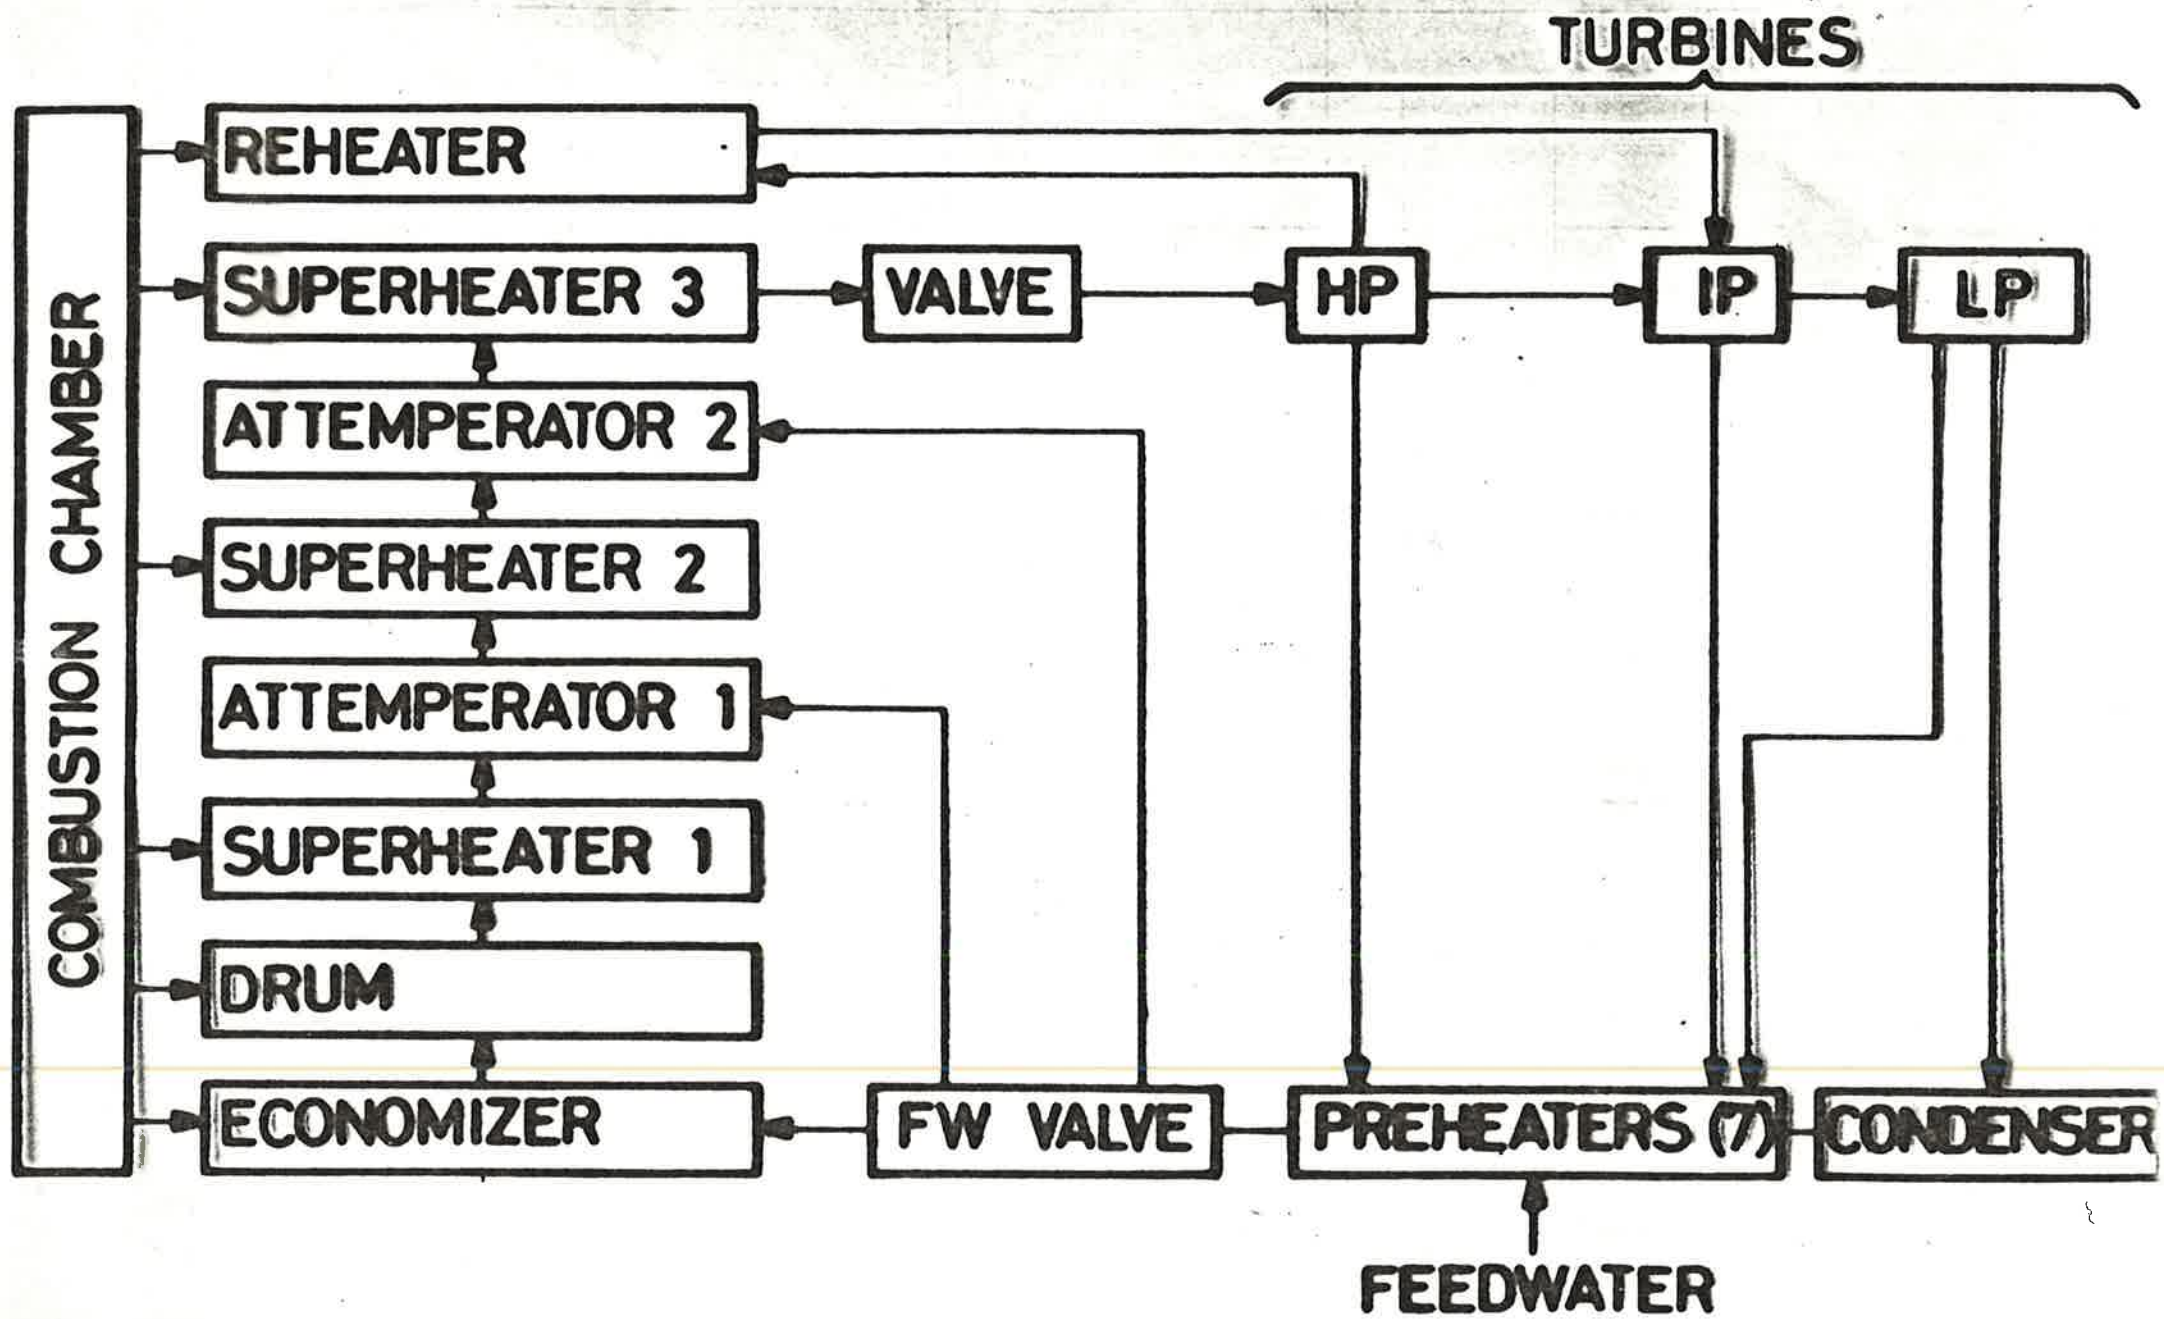 TURBINES
REHEATER
SUPERHEATER 3
VALVE
HP
IP
LP
ATTEMPERATOR 2
SUPERHEATER 2
ATTEMPERATOR 1
SUPERHEATER 1
DRUM
ECONOMIZER
FW VALVE
PREHEATERS (7)
CONDENSER
COMBUSTION CHAMBER
FEEDWATER